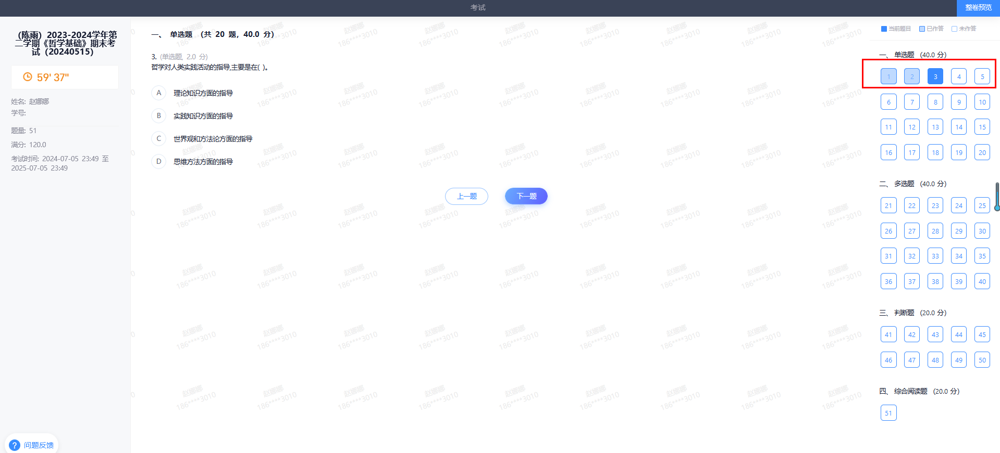 考试
整卷预览
（陈雨）2023-2024学年第
二学期《哲学基础》期末考
试（20240515）
59' 37"
姓名: 赵娜娜
学号:
题量: 51
满分: 120.0
考试时间: 2024-07-05 23:49 至
2025-07-05 23:49
问题反馈
一、 单选题 （共 20 题，40.0 分）
3. (单选题, 2.0 分)
哲学对人类实践活动的指导,主要是在( )。
A 理论知识方面的指导
B 实践知识方面的指导
C 世界观和方法论方面的指导
D 思维方法方面的指导
上一题 下一题
当前题目 已作答 未作答
一、 单选题 （40.0 分）
1 2 3 4 5
6 7 8 9 10
11 12 13 14 15
16 17 18 19 20
二、 多选题 （40.0 分）
21 22 23 24 25
26 27 28 29 30
31 32 33 34 35
36 37 38 39 40
三、 判断题 （20.0 分）
41 42 43 44 45
46 47 48 49 50
四、 综合阅读题 （20.0 分）
51
赵娜娜
186****3010